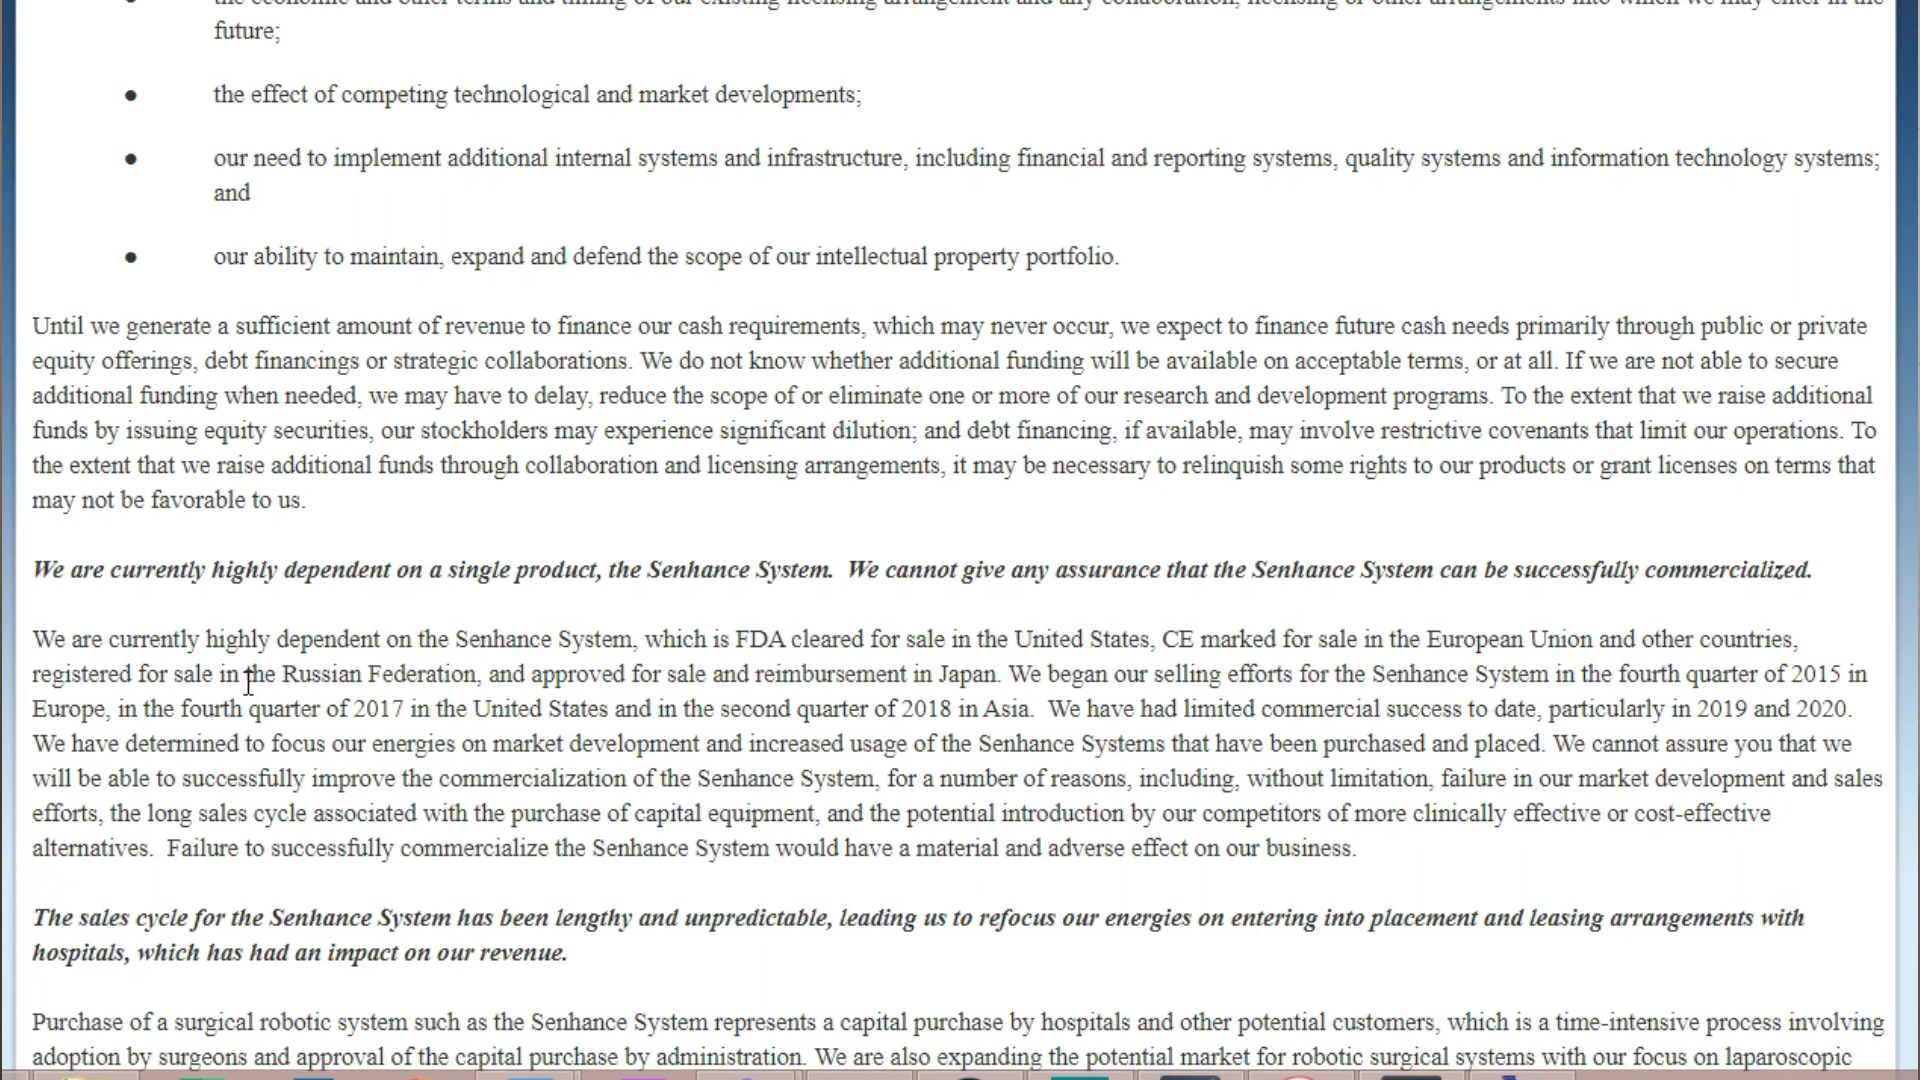 the economic and other terms and timing of our existing licensing arrangement and any collaboration, licensing or other arrangements into which we may enter in the
future;
● the effect of competing technological and market developments;
● our need to implement additional internal systems and infrastructure, including financial and reporting systems, quality systems and information technology systems;
and
● our ability to maintain, expand and defend the scope of our intellectual property portfolio.
Until we generate a sufficient amount of revenue to finance our cash requirements, which may never occur, we expect to finance future cash needs primarily through public or private
equity offerings, debt financings or strategic collaborations. We do not know whether additional funding will be available on acceptable terms, or at all. If we are not able to secure
additional funding when needed, we may have to delay, reduce the scope of or eliminate one or more of our research and development programs. To the extent that we raise additional
funds by issuing equity securities, our stockholders may experience significant dilution; and debt financing, if available, may involve restrictive covenants that limit our operations. To
the extent that we raise additional funds through collaboration and licensing arrangements, it may be necessary to relinquish some rights to our products or grant licenses on terms that
may not be favorable to us.
We are currently highly dependent on a single product, the Senhance System.  We cannot give any assurance that the Senhance System can be successfully commercialized.
We are currently highly dependent on the Senhance System, which is FDA cleared for sale in the United States, CE marked for sale in the European Union and other countries,
registered for sale in the Russian Federation, and approved for sale and reimbursement in Japan. We began our selling efforts for the Senhance System in the fourth quarter of 2015 in
Europe, in the fourth quarter of 2017 in the United States and in the second quarter of 2018 in Asia.  We have had limited commercial success to date, particularly in 2019 and 2020.
We have determined to focus our energies on market development and increased usage of the Senhance Systems that have been purchased and placed. We cannot assure you that we
will be able to successfully improve the commercialization of the Senhance System, for a number of reasons, including, without limitation, failure in our market development and sales
efforts, the long sales cycle associated with the purchase of capital equipment, and the potential introduction by our competitors of more clinically effective or cost-effective
alternatives.  Failure to successfully commercialize the Senhance System would have a material and adverse effect on our business.
The sales cycle for the Senhance System has been lengthy and unpredictable, leading us to refocus our energies on entering into placement and leasing arrangements with
hospitals, which has had an impact on our revenue.
Purchase of a surgical robotic system such as the Senhance System represents a capital purchase by hospitals and other potential customers, which is a time-intensive process involving
adoption by surgeons and approval of the capital purchase by administration. We are also expanding the potential market for robotic surgical systems with our focus on laparoscopic